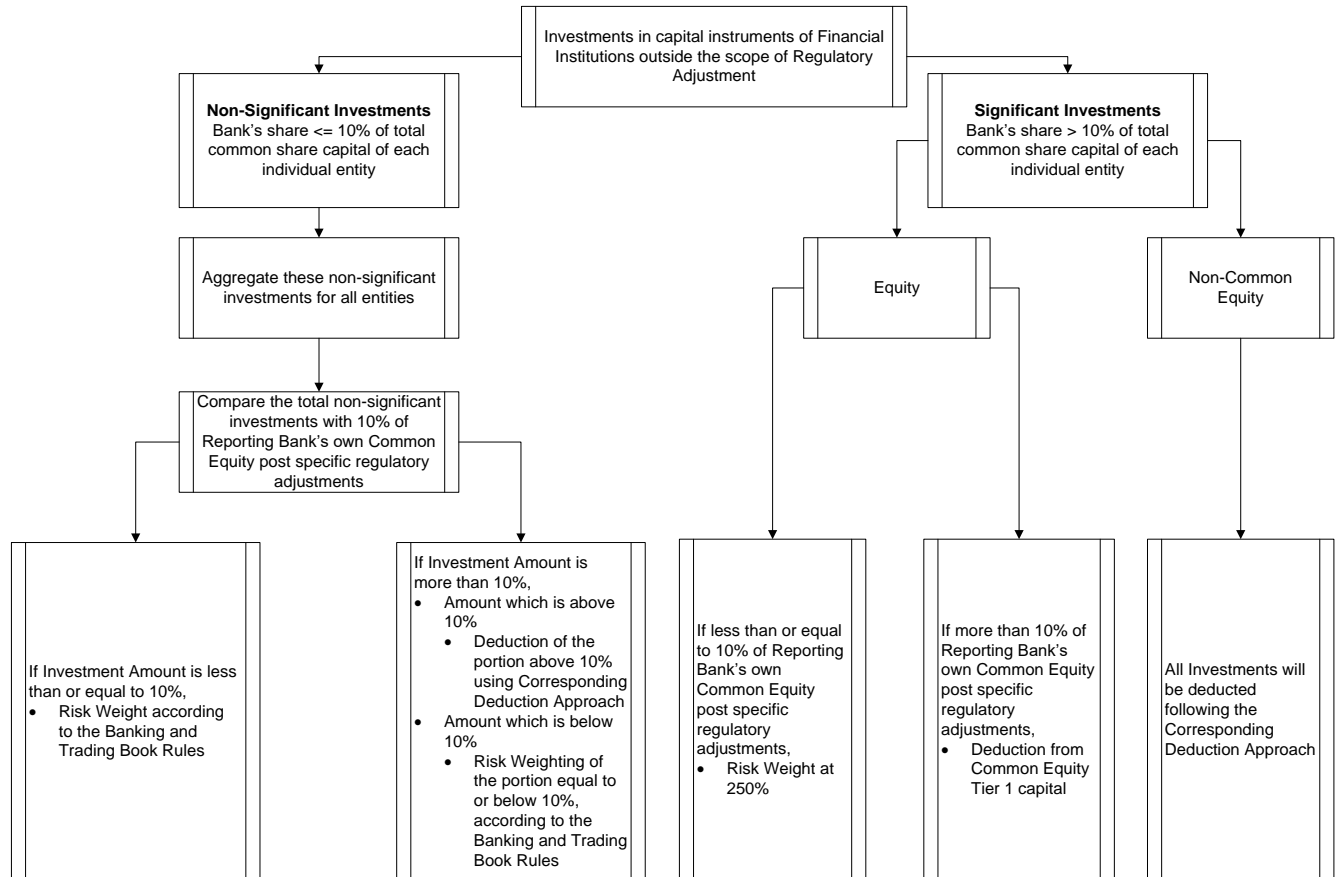 Investments in capital instruments of Financial
Institutions outside the scope of Regulatory
Adjustment
Non-Significant Investments
Bank's share <= 10% of total
common share capital of each
individual entity
Significant Investments
Bank's share > 10% of total
common share capital of each
individual entity
Aggregate these non-significant
investments for all entities
Equity
Non-Common
Equity
Compare the total non-significant
investments with 10% of
Reporting Bank's own Common
Equity post specific regulatory
adjustments
If Investment Amount is less
than or equal to 10%,
• Risk Weight according
to the Banking and
Trading Book Rules
If Investment Amount is
more than 10%,
• Amount which is above
10%
• Deduction of the
portion above 10%
using Corresponding
Deduction Approach
• Amount which is below
10%
• Risk Weighting of
the portion equal to
or below 10%,
according to the
Banking and Trading
Book Rules
If less than or equal
to 10% of Reporting
Bank's own
Common Equity
post specific
regulatory
adjustments,
• Risk Weight at
250%
If more than 10% of
Reporting Bank's
own Common Equity
post specific
regulatory
adjustments,
• Deduction from
Common Equity
Tier 1 capital
All Investments will
be deducted
following the
Corresponding
Deduction Approach